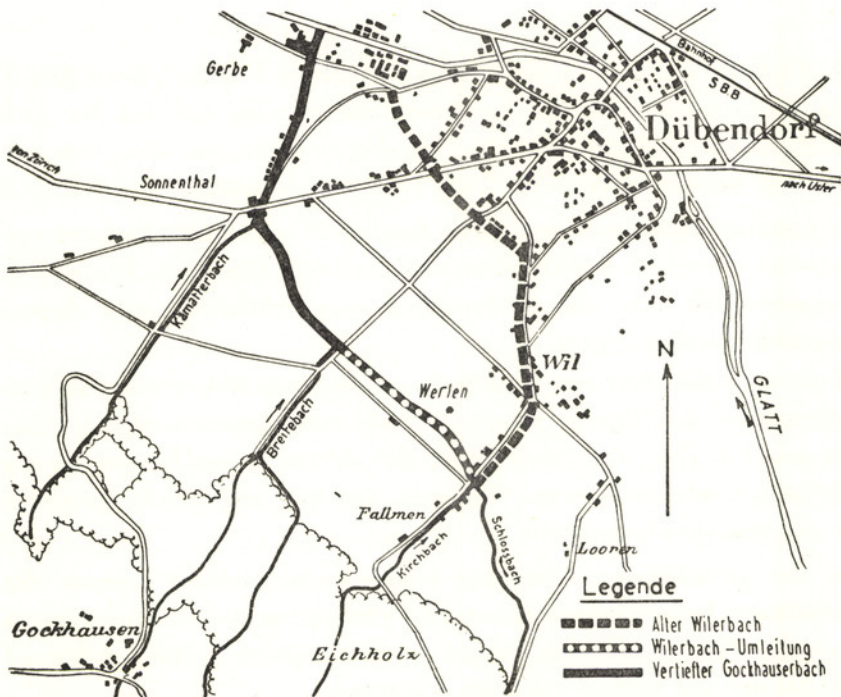 Gerbe
Bahnhof
SBB
Dübendorf
von Zürich
Sonnenthal
nach Uster
Kämatterbach
Wil
N
Werlen
Breitebach
GLATT
Fallmen
Kirchbach
Schlossbach
Looren
Legende
Alter Wilerbach
Gockhausen
Wilerbach - Umleitung
Eichholz
Vertiefter Gockhauserbach